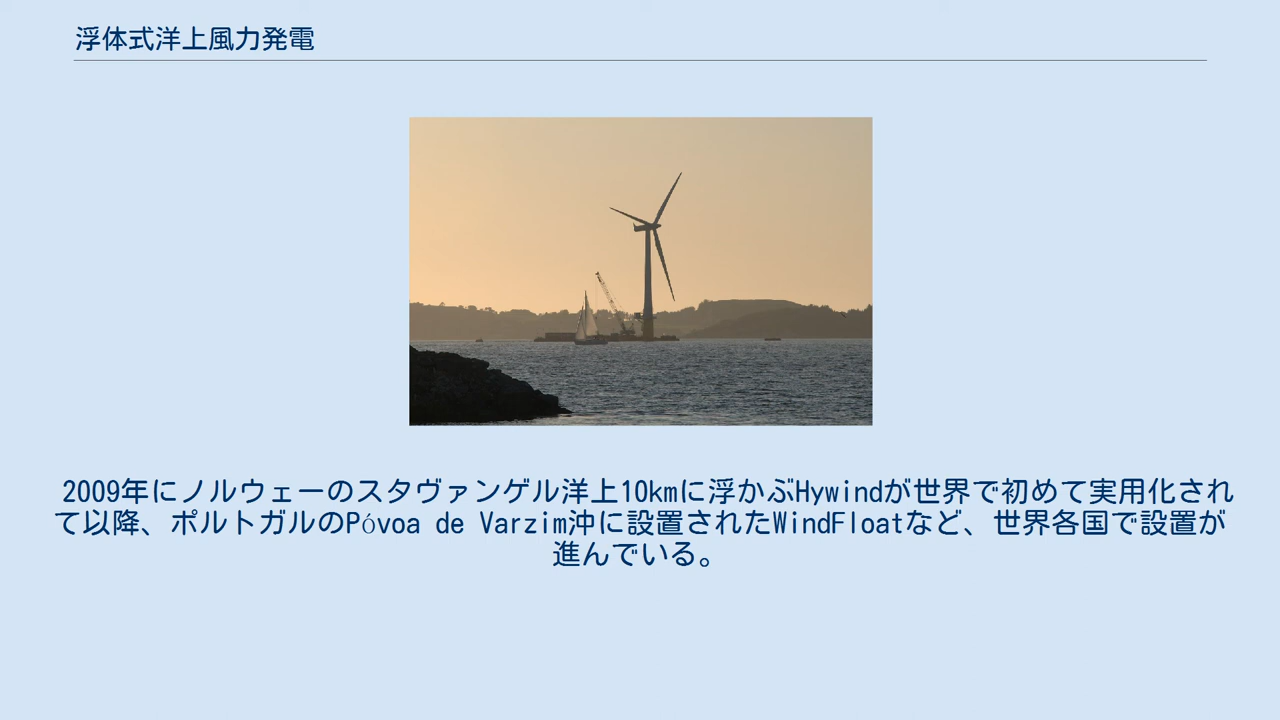 浮体式洋上風力発電
2009年にノルウェーのスタヴァンゲル洋上10kmに浮かぶHywindが世界で初めて実用化され
て以降、ポルトガルのPóvoa de Varzim沖に設置されたWindFloatなど、世界各国で設置が
進んでいる。